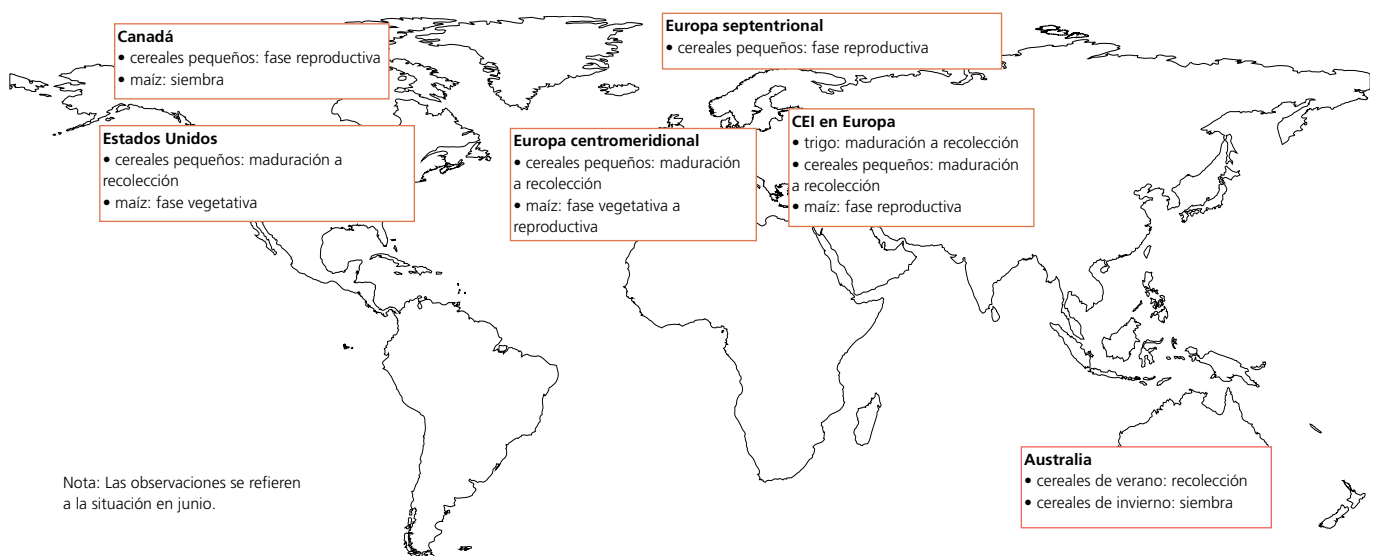 Canadá
• cereales pequeños: fase reproductiva
• maíz: siembra
Europa septentrional
• cereales pequeños: fase reproductiva
Estados Unidos
• cereales pequeños: maduración a
recolección
• maíz: fase vegetativa
Europa centromeridional
• cereales pequeños: maduración
a recolección
• maíz: fase vegetativa a
reproductiva
CEI en Europa
• trigo: maduración a recolección
• cereales pequeños: maduración
a recolección
• maíz: fase reproductiva
Australia
• cereales de verano: recolección
• cereales de invierno: siembra
Nota: Las observaciones se refieren
a la situación en junio.